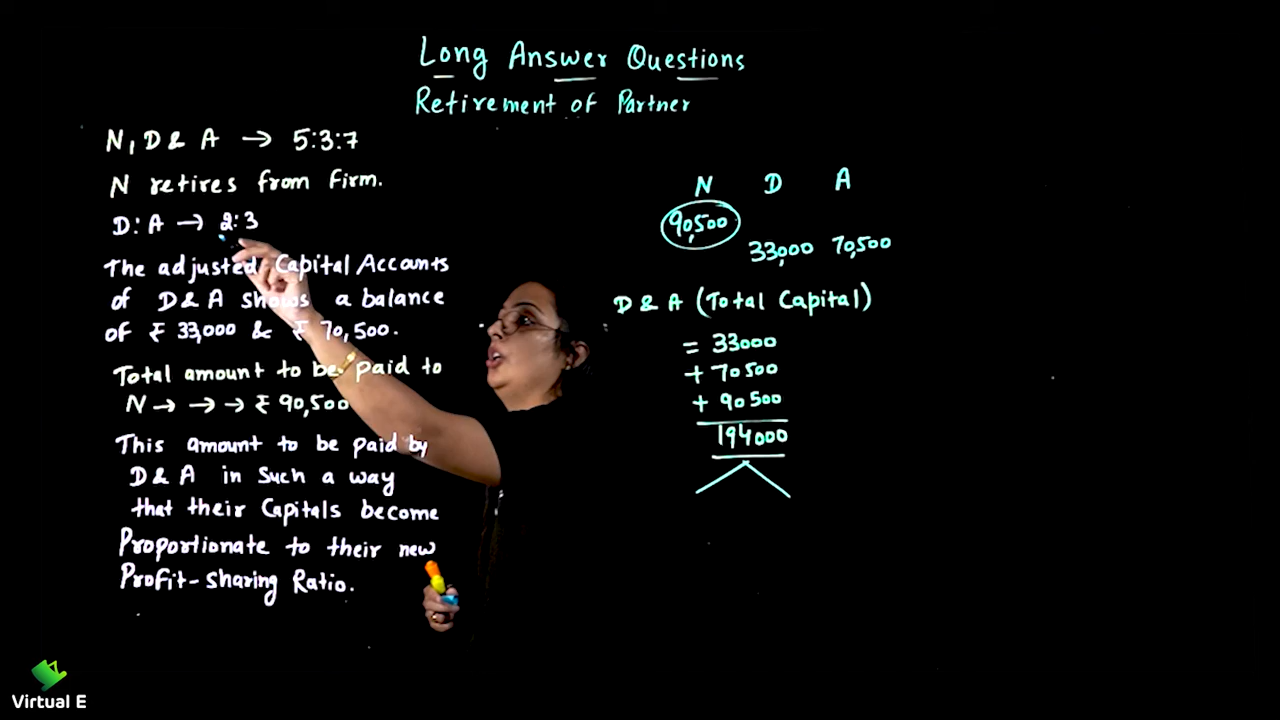 Long Answer Questions
Retirement of Partner
N, D & A → 5:3:7
N retires from Firm.
D: A → 2:3
The adjusted Capital Accounts
of D & A shows a balance
of ₹ 33,000 & ₹ 70,500.
Total amount to be paid to
N → → → ₹ 90,500
This amount to be paid by
D & A in Such a way
that their Capitals become
Proportionate to their new
Profit-sharing Ratio.
N D A
90,500
33,000 70,500
D & A (Total Capital)
= 33000
+ 70500
+ 90500
194000
Virtual E